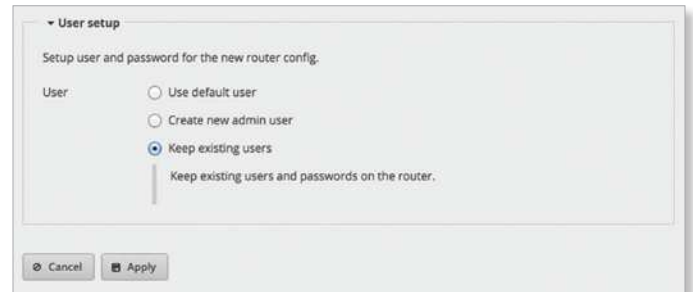 User setup
Setup user and password for the new router config.
User
Use default user
Create new admin user
Keep existing users
Keep existing users and passwords on the router.
Cancel
Apply